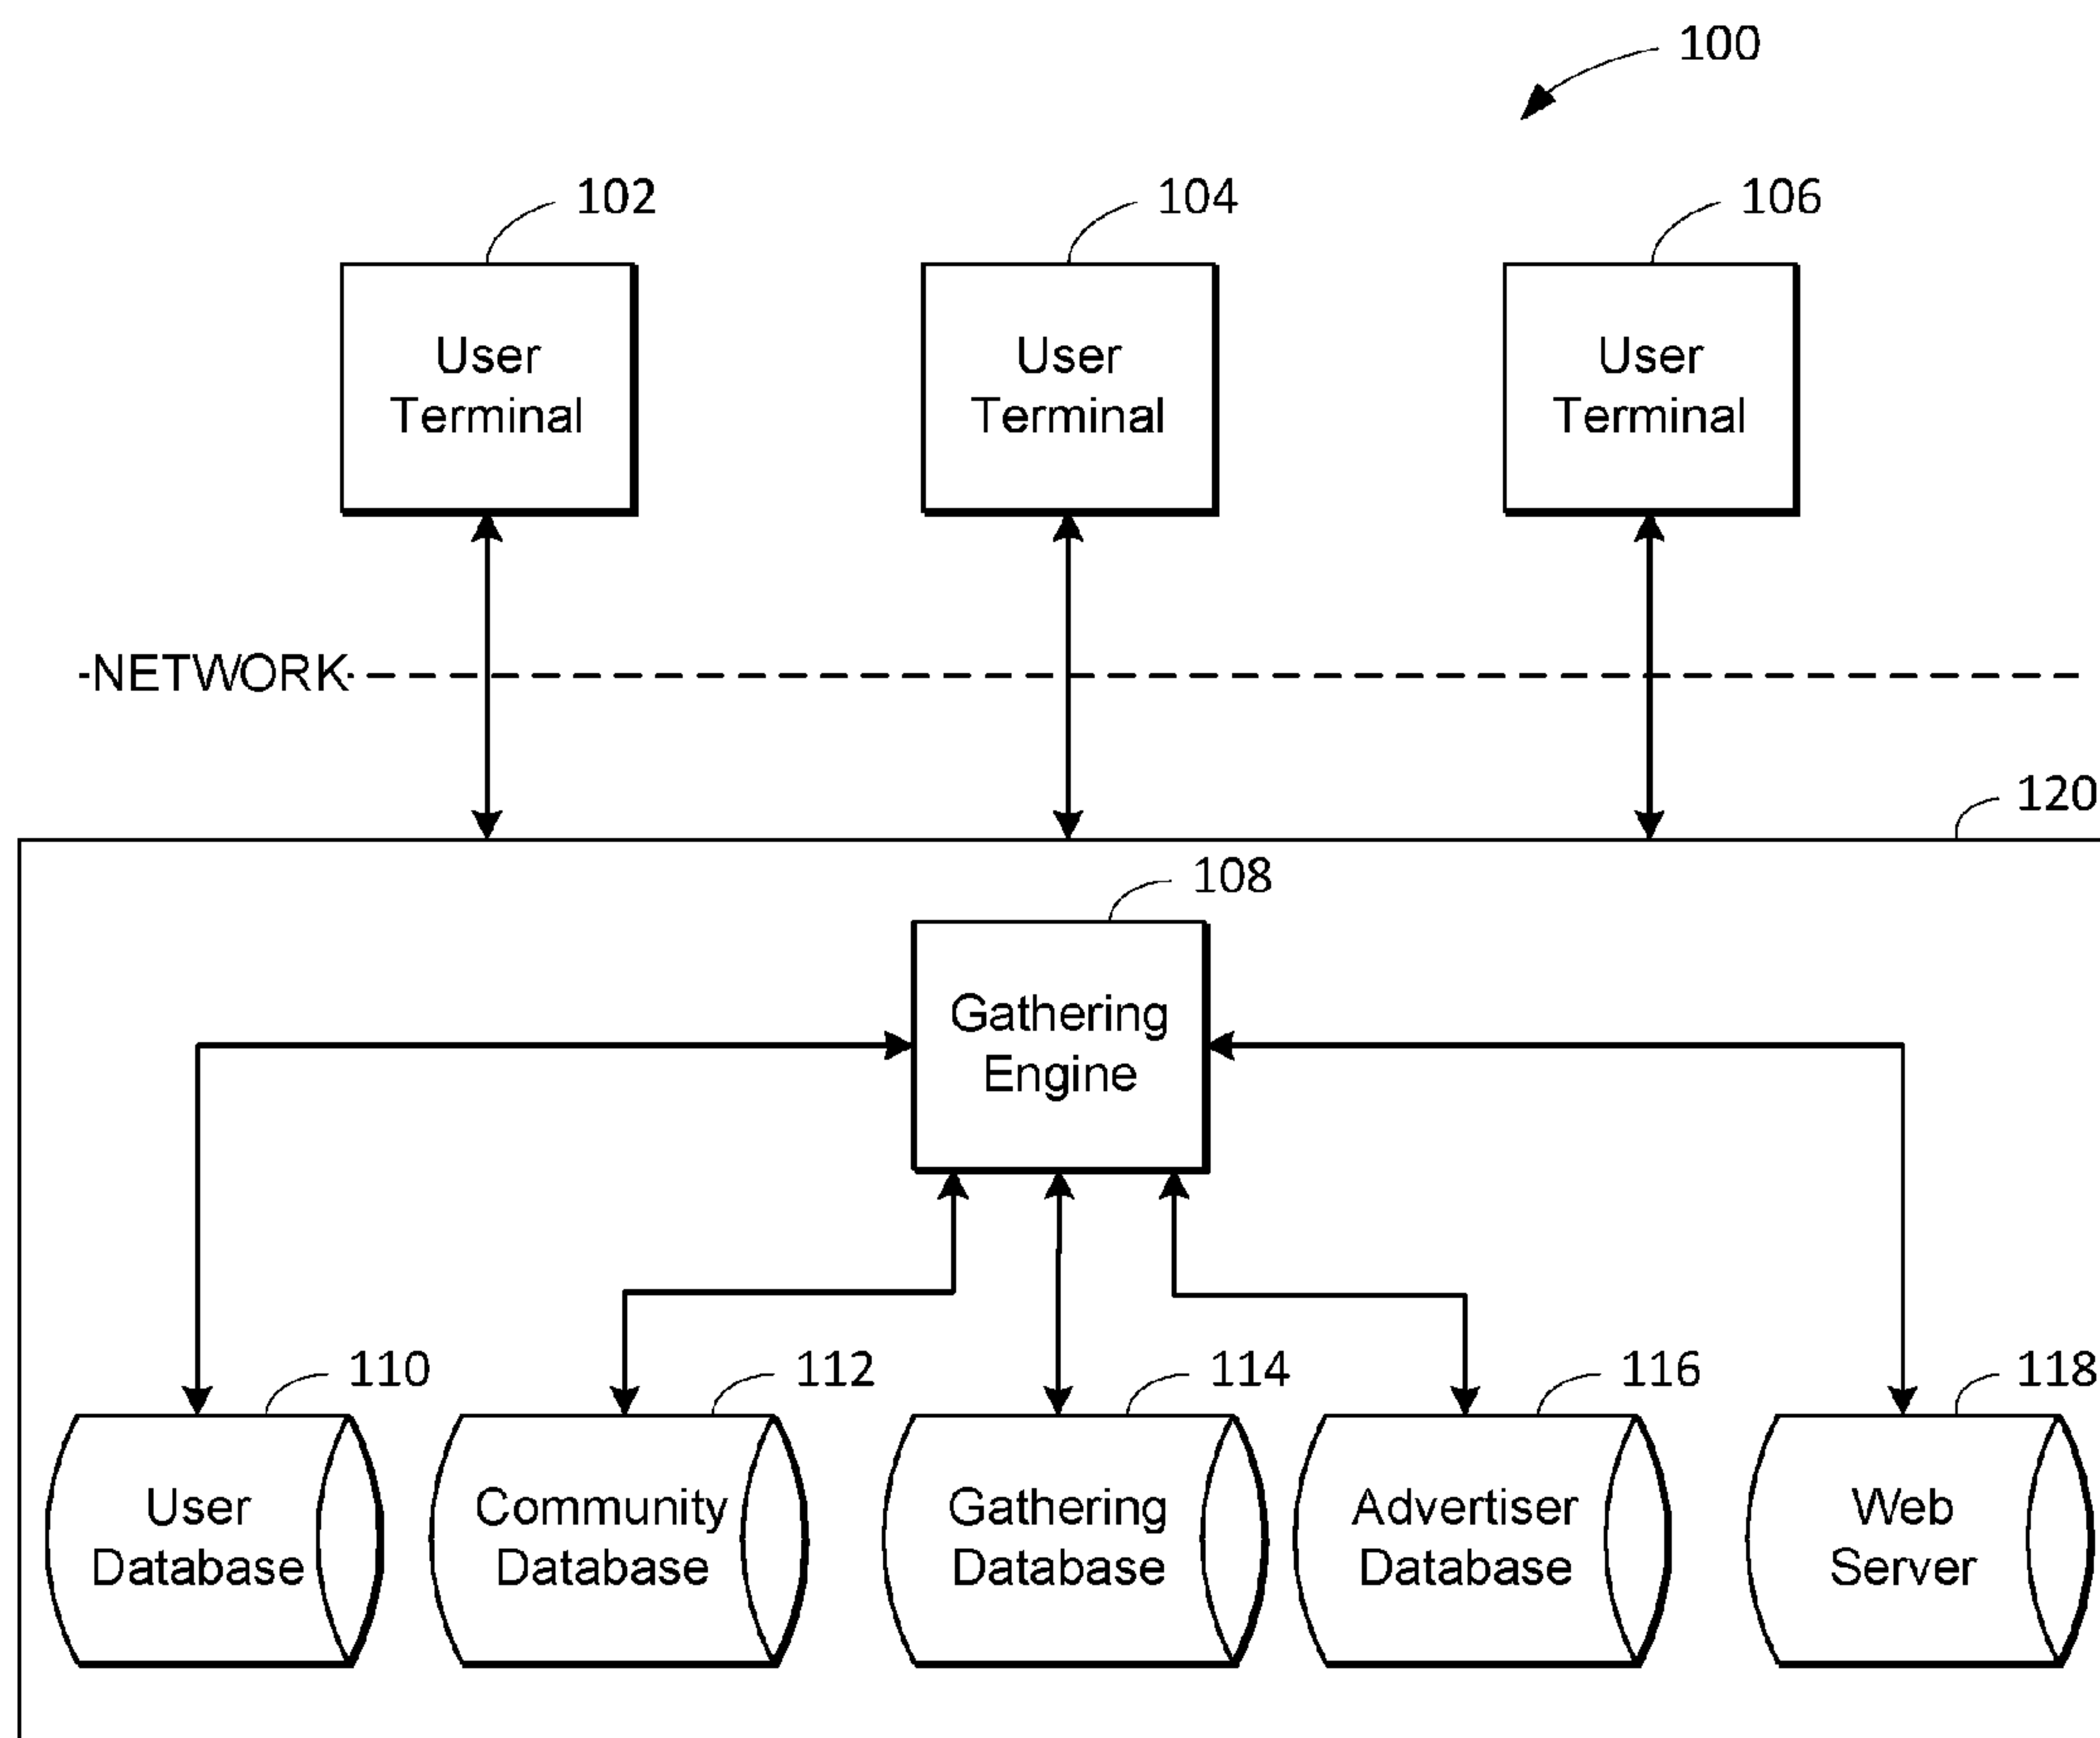 100
102
104
106
User
Terminal
User
Terminal
User
Terminal
NETWORK
120
108
Gathering
Engine
110
112
114
116
118
User
Database
Community
Database
Gathering
Database
Advertiser
Database
Web
Server